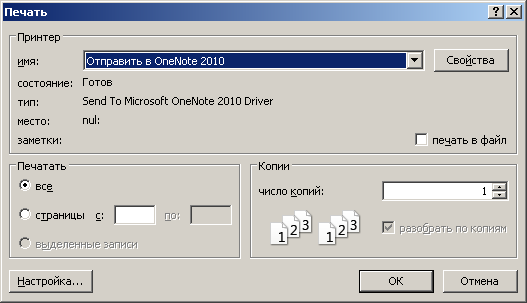 Печать
Принтер
имя: Отправить в OneNote 2010 Свойства
состояние: Готов
тип: Send To Microsoft OneNote 2010 Driver
место: nul:
заметки: печать в файл
Печатать Копии
все число копий: 1
страницы с: по:
1 2 3 1 2 3 разобрать по копиям
выделенные записи
Настройка... OK Отмена